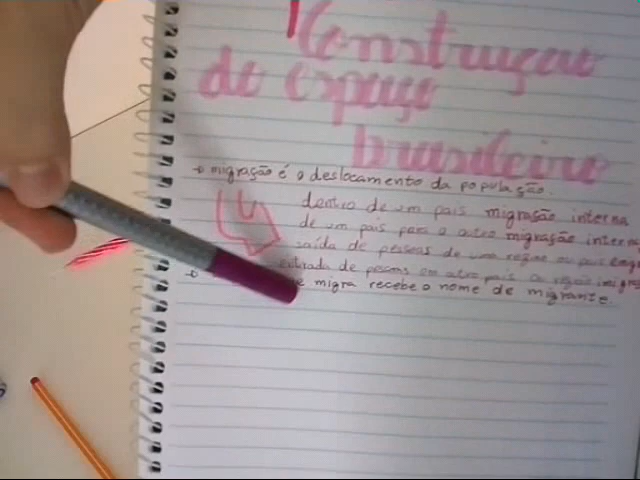 Construção
do espaço
brasileiro
migração é o deslocamento da população.
dentro de um país migração interna
de um país para o outro migração intern
saída de pessoas de uma região ou país
entrada de pessoas em outro país
migra recebe o nome de migrante.